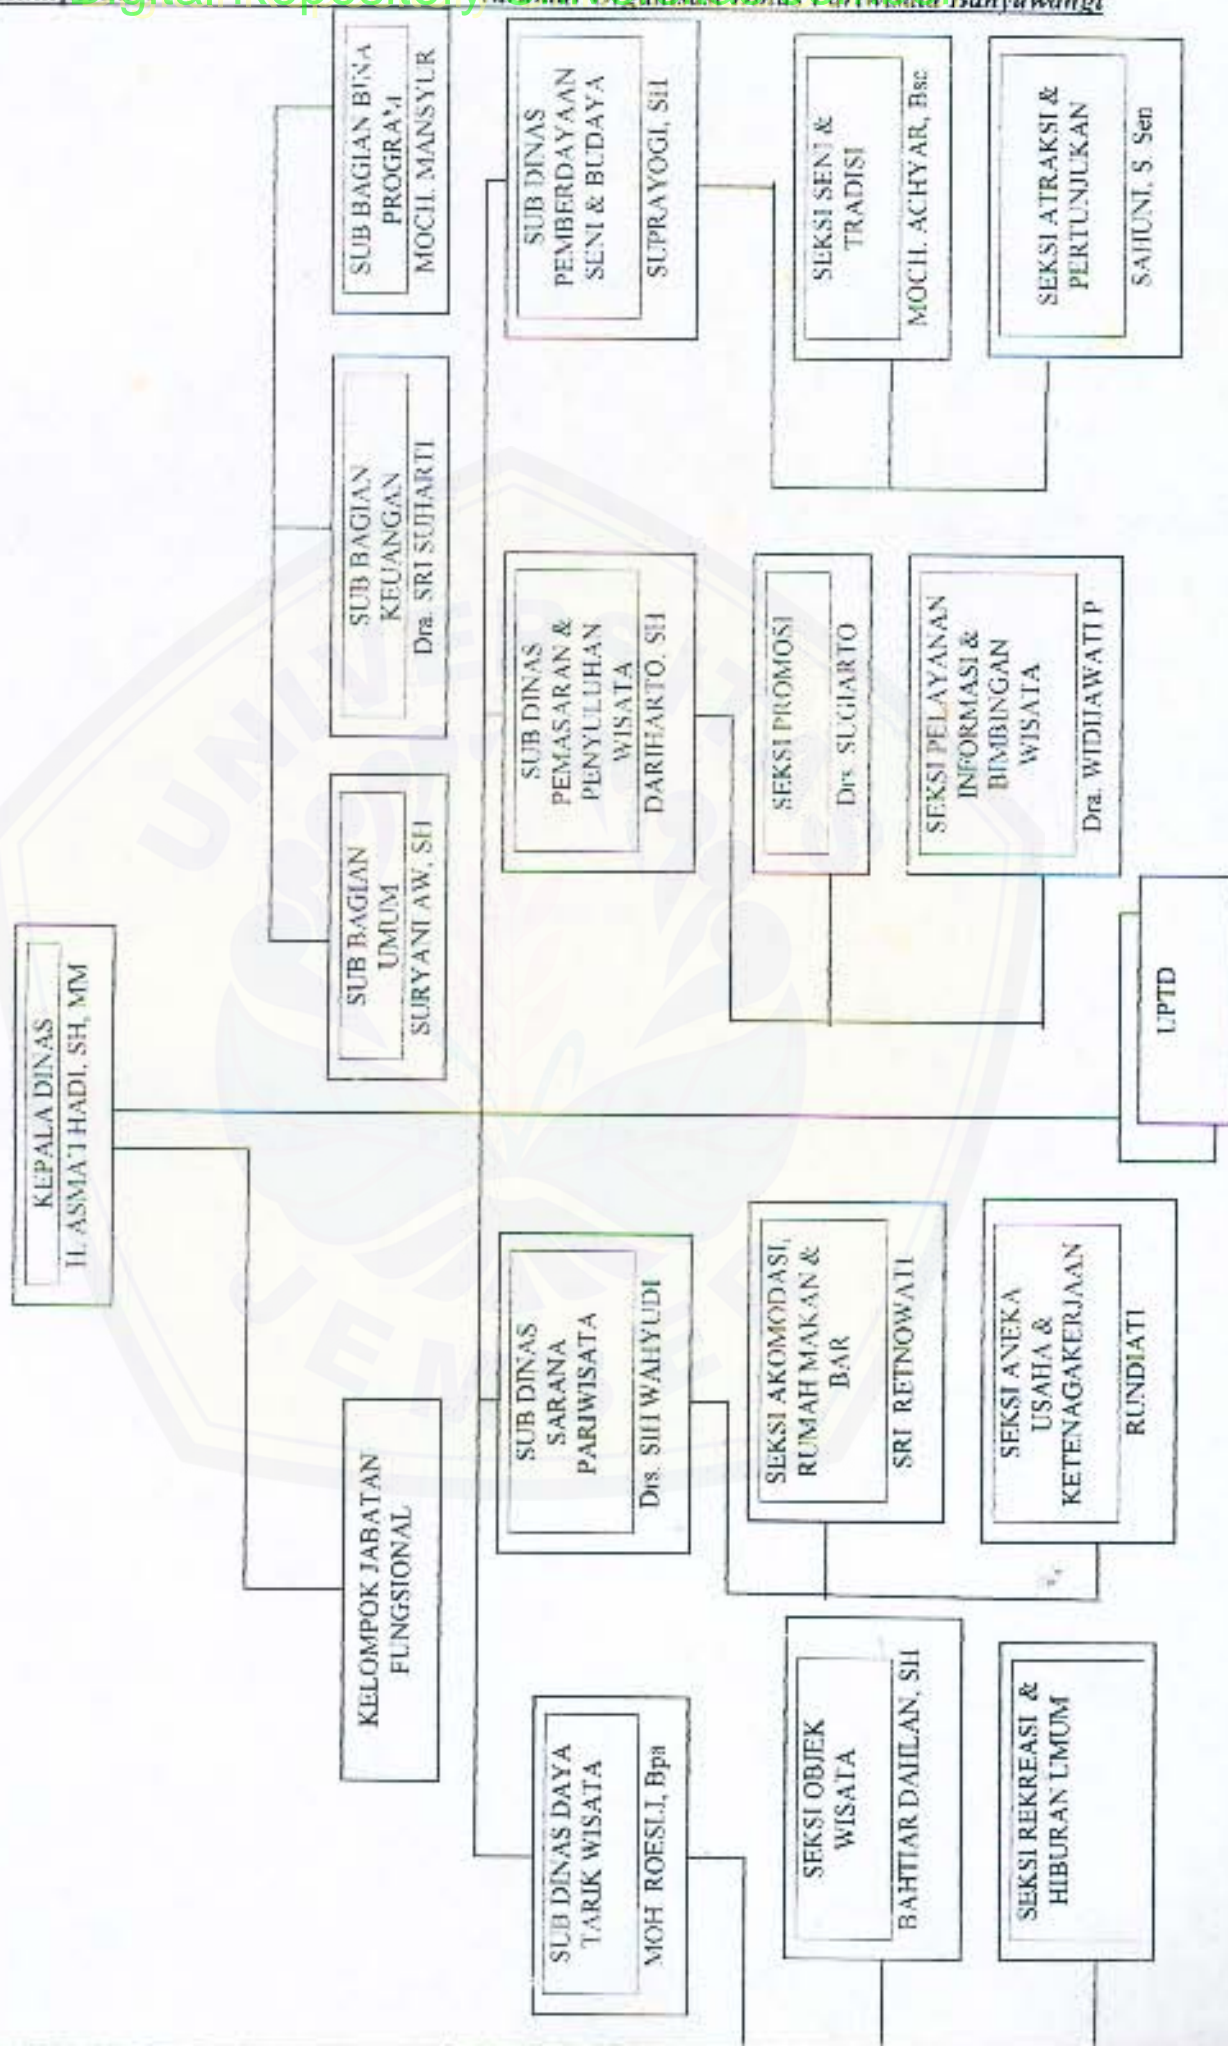 Digital Repository
KEPALA DINAS
H. ASMA'I HADI, SH, MM
KELOMPOK JABATAN
FUNGSIONAL
SUB BAGIAN
UMUM
SURYANI AW, SH
SUB BAGIAN
KEUANGAN
Dra. SRI SUHARTI
SUB BAGIAN BINA
PROGRAM
MOCH. MANSYUR
SUB DINAS DAYA
TARIK WISATA
MOH. ROESLI, Bpa
SUB DINAS
SARANA
PARIWISATA
Drs. SIH WAHYUDI
SUB DINAS
PEMASARAN &
PENYULUHAN
WISATA
DARIHARTO, SH
SUB DINAS
PEMBERDAYAAN
SENI & BUDAYA
SUPRAYOGI, SH
SEKSI OBJEK
WISATA
BAHTIAR DAHLAN, SH
SEKSI REKREASI &
HIBURAN UMUM
SEKSI AKOMODASI,
RUMAH MAKAN &
BAR
SRI RETNOWATI
SEKSI ANEKA
USAHA &
KETENAGAKERJAAN
RUNDIATI
SEKSI PROMOSI
Drs. SUGIARTO
SEKSI PELAYANAN
INFORMASI &
BIMBINGAN
WISATA
Dra. WIDIJAWATI P
SEKSI SENI &
TRADISI
MOCH. ACHYAR, Bsc
SEKSI ATRAKSI &
PERTUNJUKAN
SAHUNI, S. Sen
UPTD
UNIVERSITAS
JEMBER